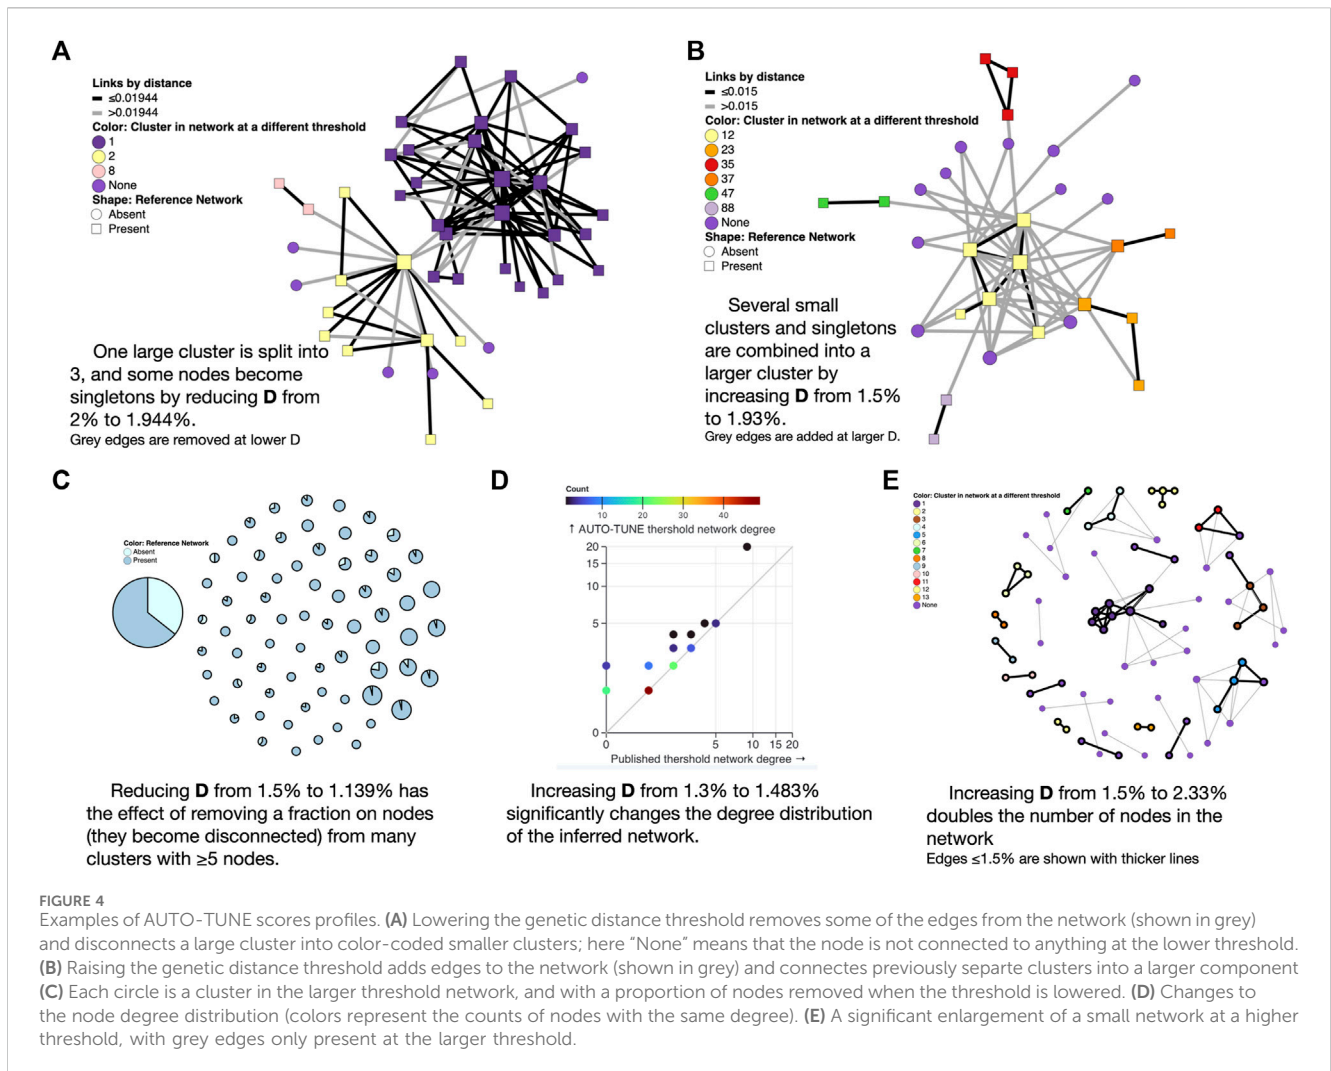 A
Links by distance
≤0.01944
>0.01944
Color: Cluster in network at a different threshold
1
2
8
None
Shape: Reference Network
Absent
Present
One large cluster is split into
3, and some nodes become
singletons by reducing D from
2% to 1.944%.
Grey edges are removed at lower D
B
Links by distance
≤0.015
>0.015
Color: Cluster in network at a different threshold
12
23
35
37
47
88
None
Shape: Reference Network
Absent
Present
Several small
clusters and singletons
are combined into a
larger cluster by
increasing D from 1.5%
to 1.93%.
Grey edges are added at larger D.
C
Color: Reference Network
Absent
Present
Reducing D from 1.5% to 1.139% has
the effect of removing a fraction on nodes
(they become disconnected) from many
clusters with ≥5 nodes.
D
Count
10 20 30 40
↑ AUTO-TUNE thershold network degree
20
15
10
5
0
0 5 10 15 20
Published thershold network degree →
Increasing D from 1.3% to 1.483%
significantly changes the degree distribution
of the inferred network.
E
Color: Cluster in network at a different threshold
1
2
3
4
5
6
7
8
9
10
11
12
13
None
Increasing D from 1.5% to 2.33%
doubles the number of nodes in the
network
Edges ≤1.5% are shown with thicker lines
FIGURE 4
Examples of AUTO-TUNE scores profiles. (A) Lowering the genetic distance threshold removes some of the edges from the network (shown in grey)
and disconnects a large cluster into color-coded smaller clusters; here “None” means that the node is not connected to anything at the lower threshold.
(B) Raising the genetic distance threshold adds edges to the network (shown in grey) and connectes previously separte clusters into a larger component
(C) Each circle is a cluster in the larger threshold network, and with a proportion of nodes removed when the threshold is lowered. (D) Changes to
the node degree distribution (colors represent the counts of nodes with the same degree). (E) A significant enlargement of a small network at a higher
threshold, with grey edges only present at the larger threshold.